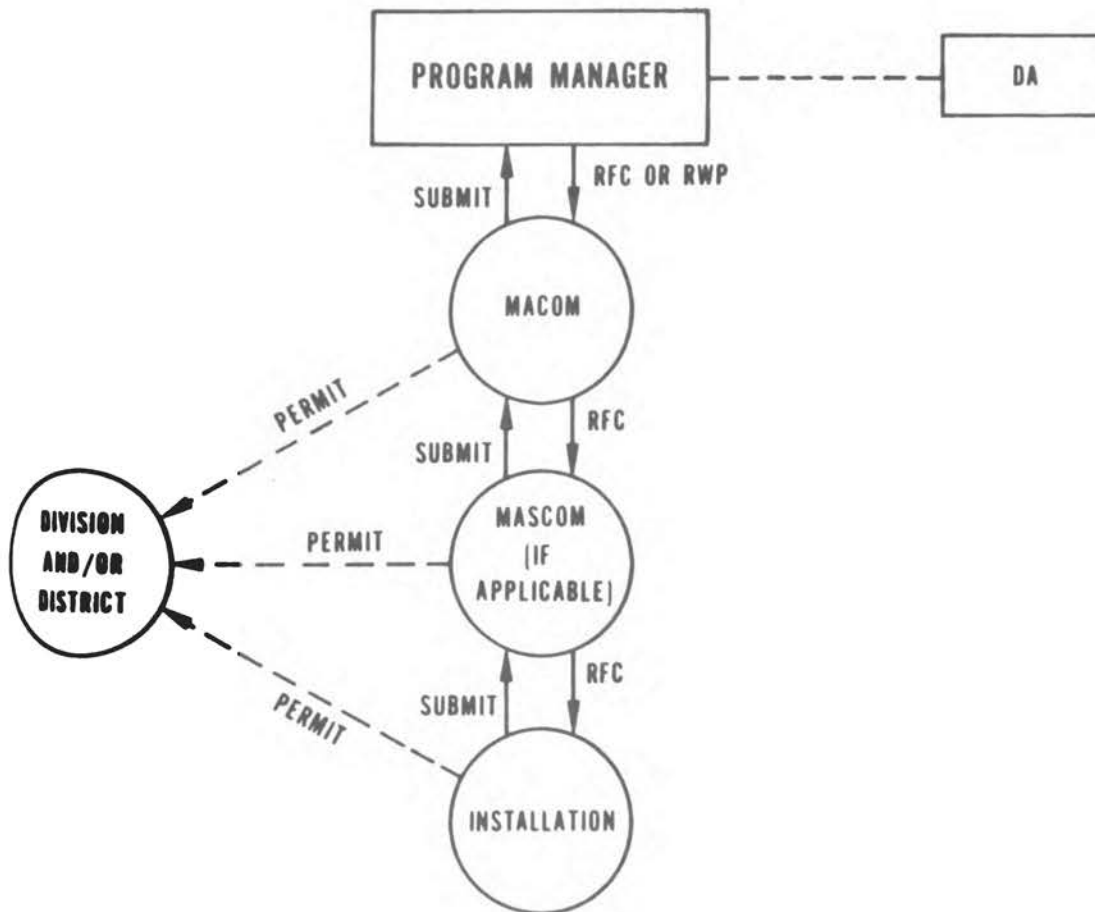 PROGRAM MANAGER
DA
SUBMIT
RFC OR RWP
MACOM
PERMIT
SUBMIT
RFC
DIVISION
AND/OR
DISTRICT
PERMIT
MASCOM
(IF
APPLICABLE)
PERMIT
SUBMIT
RFC
INSTALLATION